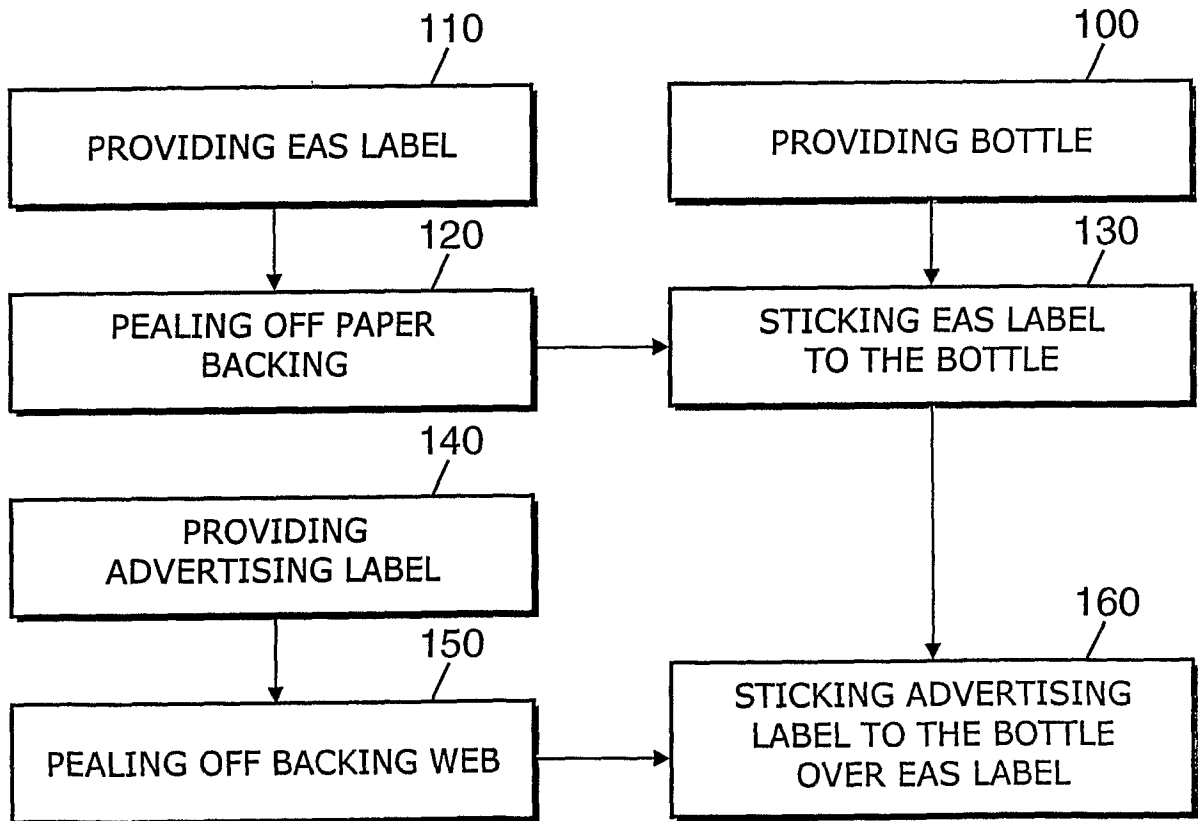 110
PROVIDING EAS LABEL
100
PROVIDING BOTTLE
120
PEALING OFF PAPER
BACKING
130
STICKING EAS LABEL
TO THE BOTTLE
140
PROVIDING
ADVERTISING LABEL
150
PEALING OFF BACKING WEB
160
STICKING ADVERTISING
LABEL TO THE BOTTLE
OVER EAS LABEL